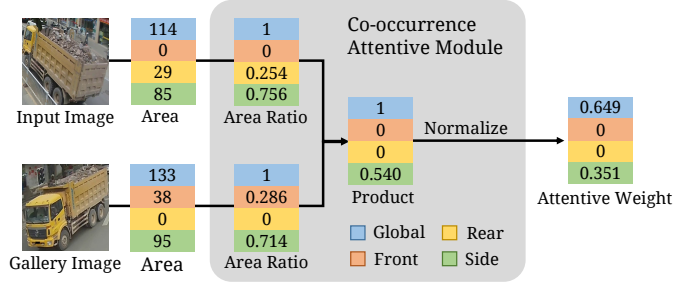 Co-occurrence
Attentive Module
114
0
29
85
Input Image
Area
1
0
0.254
0.756
Area Ratio
133
38
0
95
Gallery Image
Area
1
0.286
0
0.714
Area Ratio
1
0
0
0.540
Product
Normalize
0.649
0
0
0.351
Attentive Weight
Global
Rear
Front
Side